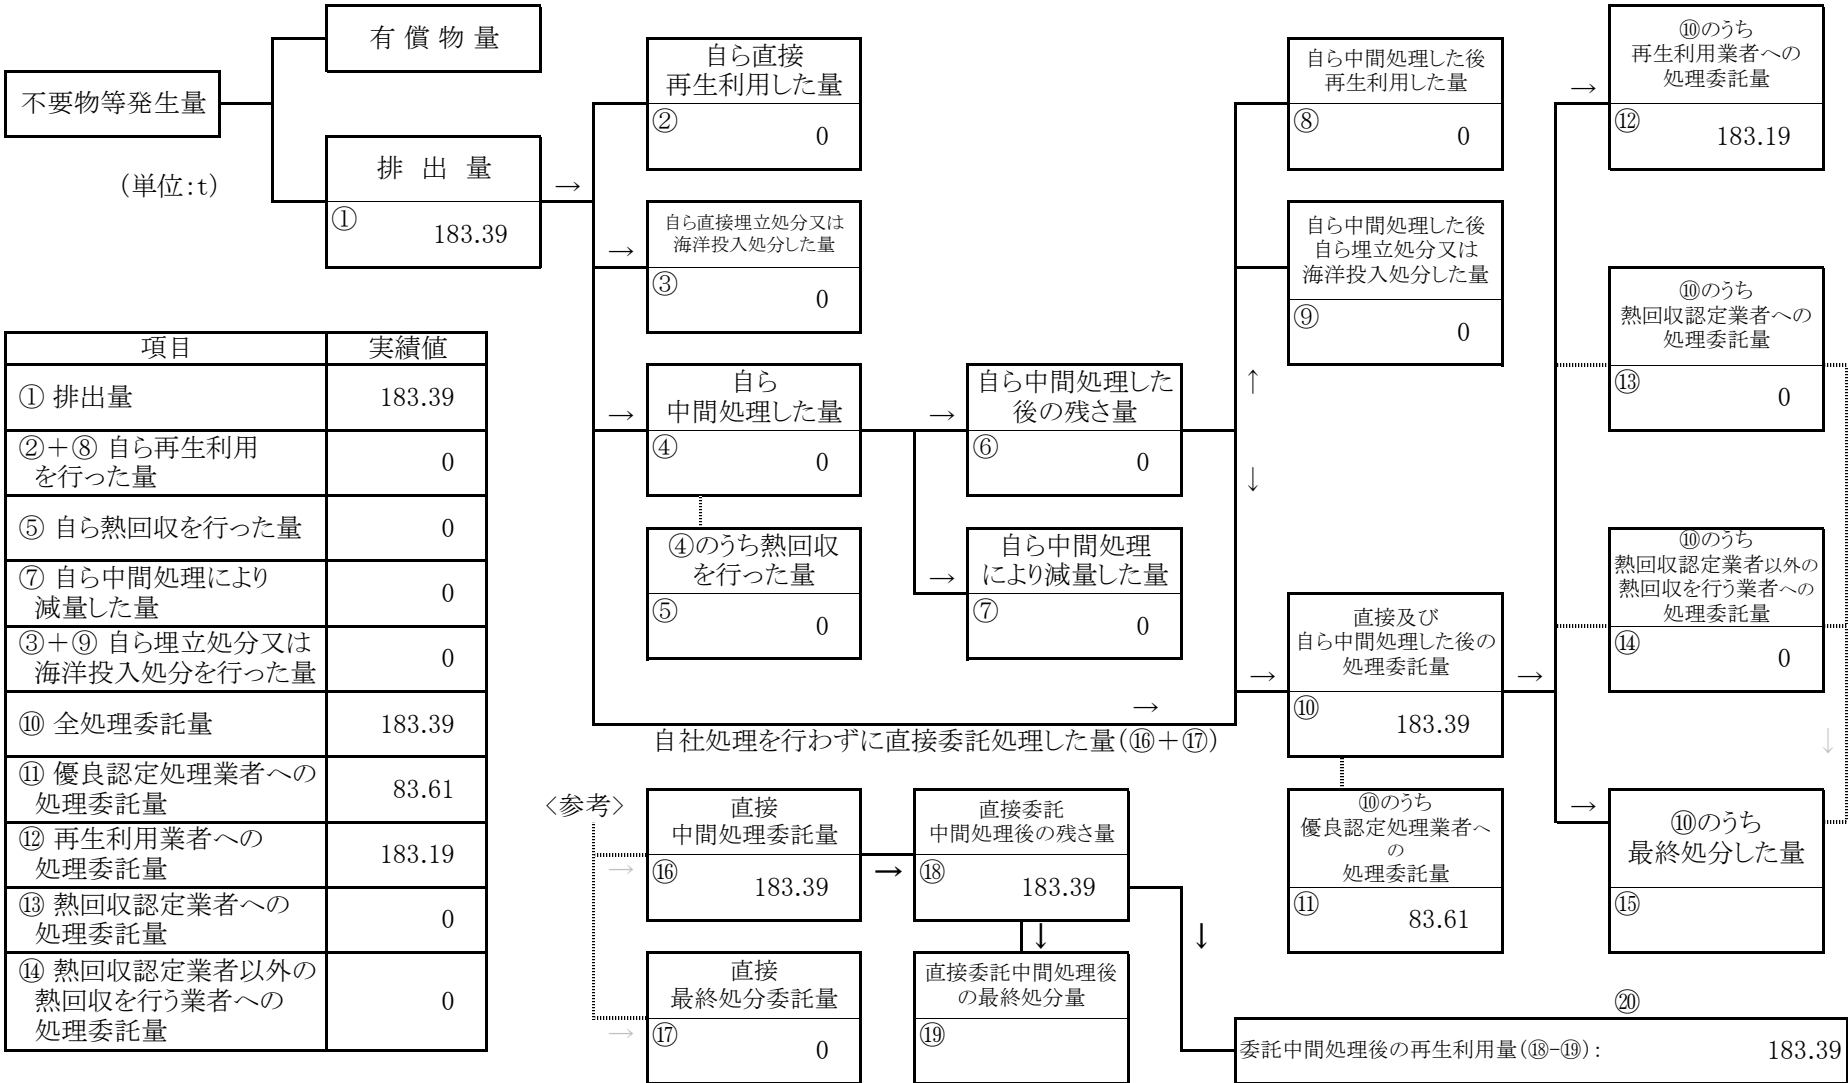 有 償 物 量
不要物等発生量
(単位:t)
排 出 量
①
183.39
→
自ら直接
再生利用した量
②
0
→
自ら直接埋立処分又は
海洋投入処分した量
③
0
→
自ら
中間処理した量
④
0
④のうち熱回収
を行った量
⑤
0
→
自ら中間処理した
後の残さ量
⑥
0
→
自ら中間処理
により減量した量
⑦
0
自ら中間処理した後
再生利用した量
⑧
0
自ら中間処理した後
自ら埋立処分又は
海洋投入処分した量
⑨
0
↑
↓
→
自社処理を行わずに直接委託処理した量(⑯+⑰)
→
直接及び
自ら中間処理した後の
処理委託量
⑩
183.39
⑩のうち
優良認定処理業者へ
の
処理委託量
⑪
83.61
→
→
⑩のうち
再生利用業者への
処理委託量
⑫
183.19
⑩のうち
熱回収認定業者への
処理委託量
⑬
0
⑩のうち
熱回収認定業者以外の
熱回収を行う業者への
処理委託量
⑭
0
↓
→
⑩のうち
最終処分した量
⑮
項目 実績値
① 排出量 183.39
②+⑧ 自ら再生利用
を行った量 0
⑤ 自ら熱回収を行った量 0
⑦ 自ら中間処理により
減量した量 0
③+⑨ 自ら埋立処分又は
海洋投入処分を行った量 0
⑩ 全処理委託量 183.39
⑪ 優良認定処理業者への
処理委託量 83.61
⑫ 再生利用業者への
処理委託量 183.19
⑬ 熱回収認定業者への
処理委託量 0
⑭ 熱回収認定業者以外の
熱回収を行う業者への
処理委託量 0
〈参考〉
→
直接
中間処理委託量
⑯
183.39
→
直接委託
中間処理後の残さ量
⑱
183.39
↓
↓
→
直接
最終処分委託量
⑰
0
直接委託中間処理後
の最終処分量
⑲
⑳
委託中間処理後の再生利用量(⑱-⑲): 183.39